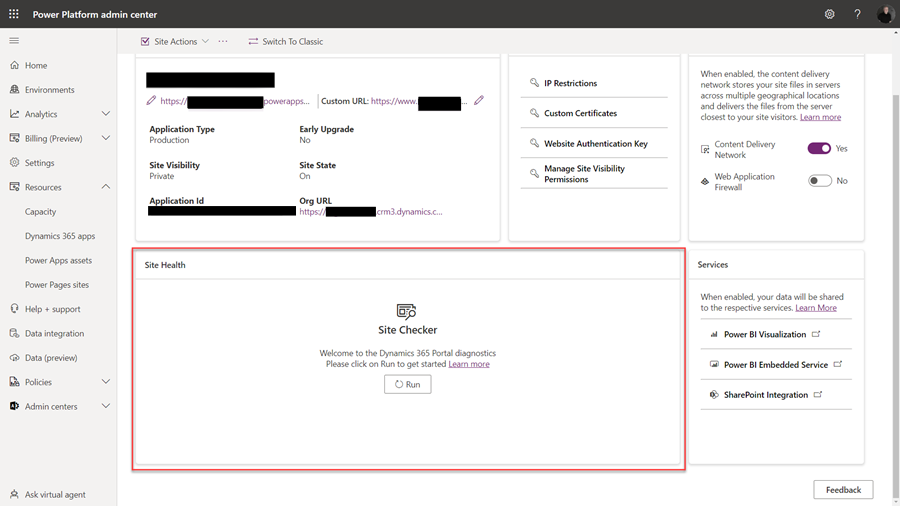 Power Platform admin center
?
Site Actions
...
Switch To Classic
Home
Environments
Analytics
Billing (Preview)
Settings
Resources
Capacity
Dynamics 365 apps
Power Apps assets
Power Pages sites
Help + support
Data integration
Data (preview)
Policies
Admin centers
Ask virtual agent
https://
powerapps...
Custom URL: https://www.
...
Application Type
Production
Early Upgrade
No
Site Visibility
Private
Site State
On
Application Id
Org URL
https://
crm3.dynamics.c...
IP Restrictions
Custom Certificates
Website Authentication Key
Manage Site Visibility
Permissions
When enabled, the content delivery
network stores your site files in servers
across multiple geographical locations
and delivers the files from the server
closest to your site visitors. Learn more
Content Delivery
Network
Yes
Web Application
Firewall
No
Site Health
Site Checker
Welcome to the Dynamics 365 Portal diagnostics
Please click on Run to get started Learn more
Run
Services
When enabled, your data will be shared
to the respective services. Learn More
Power BI Visualization
Power BI Embedded Service
SharePoint Integration
Feedback